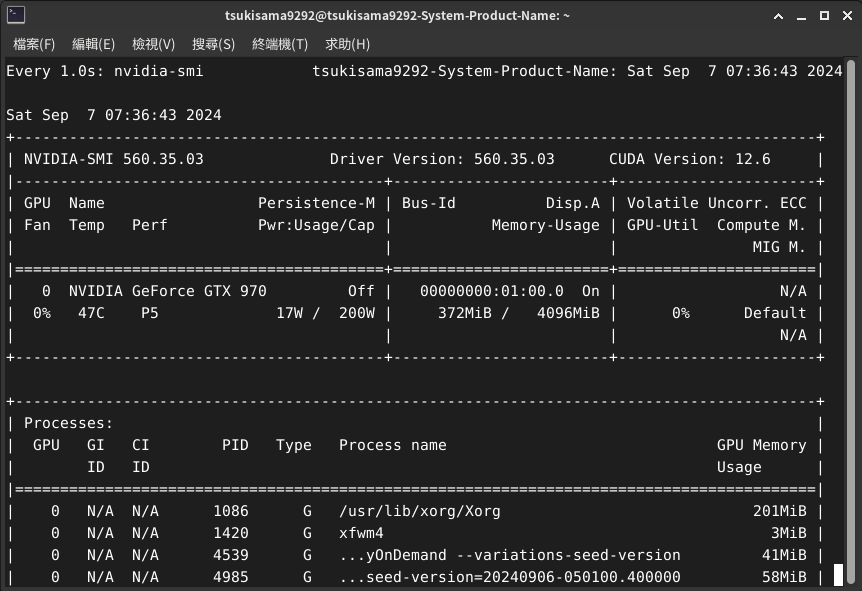 tsukisama9292@tsukisama9292-System-Product-Name: ~
檔案(F) 編輯(E) 檢視(V) 搜尋(S) 終端機(T) 求助(H)
Every 1.0s: nvidia-smi            tsukisama9292-System-Product-Name: Sat Sep  7 07:36:43 2024
Sat Sep  7 07:36:43 2024
+-----------------------------------------------------------------------------------------+
| NVIDIA-SMI 560.35.03              Driver Version: 560.35.03      CUDA Version: 12.6     |
|-----------------------------------------+------------------------+----------------------+
| GPU  Name                 Persistence-M | Bus-Id          Disp.A | Volatile Uncorr. ECC |
| Fan  Temp   Perf          Pwr:Usage/Cap |           Memory-Usage | GPU-Util  Compute M. |
|                                         |                        |               MIG M. |
|=========================================+========================+======================|
|   0  NVIDIA GeForce GTX 970         Off |   00000000:01:00.0  On |                  N/A |
|  0%   47C    P5             17W /  200W |     372MiB /   4096MiB |      0%      Default |
|                                         |                        |                  N/A |
+-----------------------------------------+------------------------+----------------------+
+-----------------------------------------------------------------------------------------+
| Processes:                                                                              |
|  GPU   GI   CI        PID   Type   Process name                              GPU Memory |
|        ID   ID                                                               Usage      |
|=========================================================================================|
|    0   N/A  N/A      1086      G   /usr/lib/xorg/Xorg                            201MiB |
|    0   N/A  N/A      1420      G   xfwm4                                           3MiB |
|    0   N/A  N/A      4539      G   ...yOnDemand --variations-seed-version         41MiB |
|    0   N/A  N/A      4985      G   ...seed-version=20240906-050100.400000         58MiB |